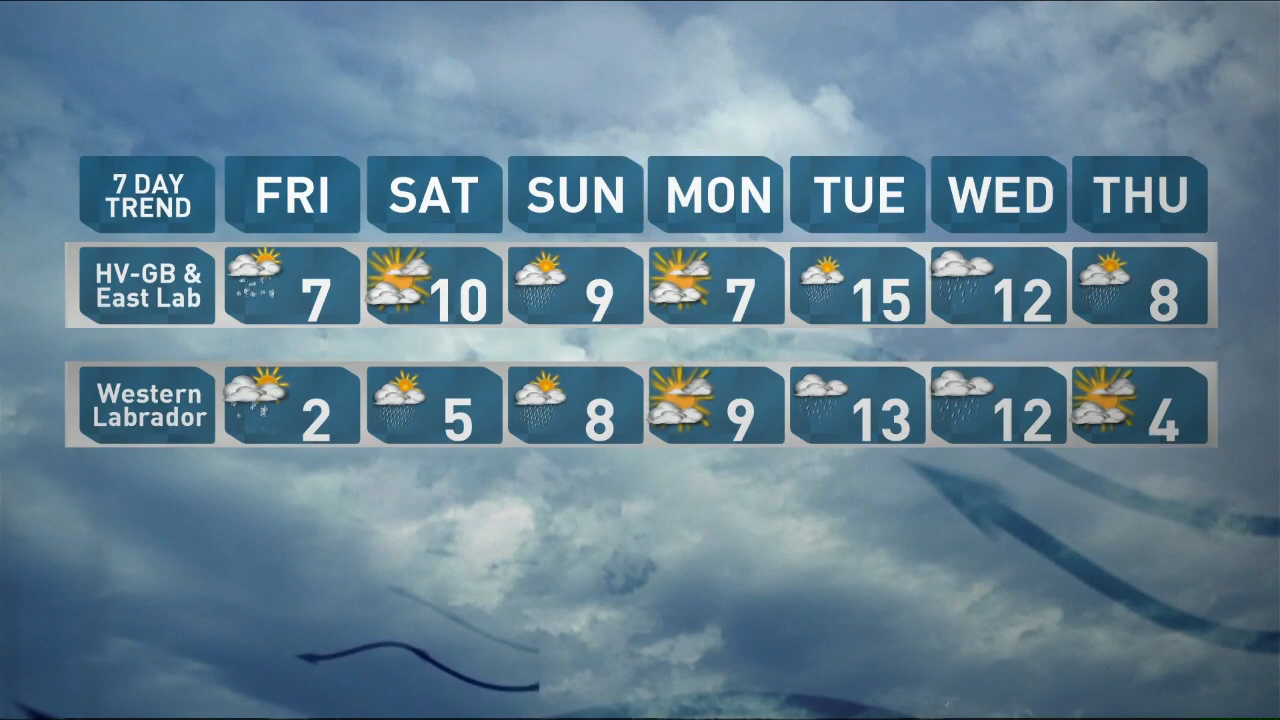 7 DAY
TREND
FRI SAT SUN MON TUE WED THU
HV-GB &
East Lab
7 10 9 7 15 12 8
Western
Labrador
2 5 8 9 13 12 4